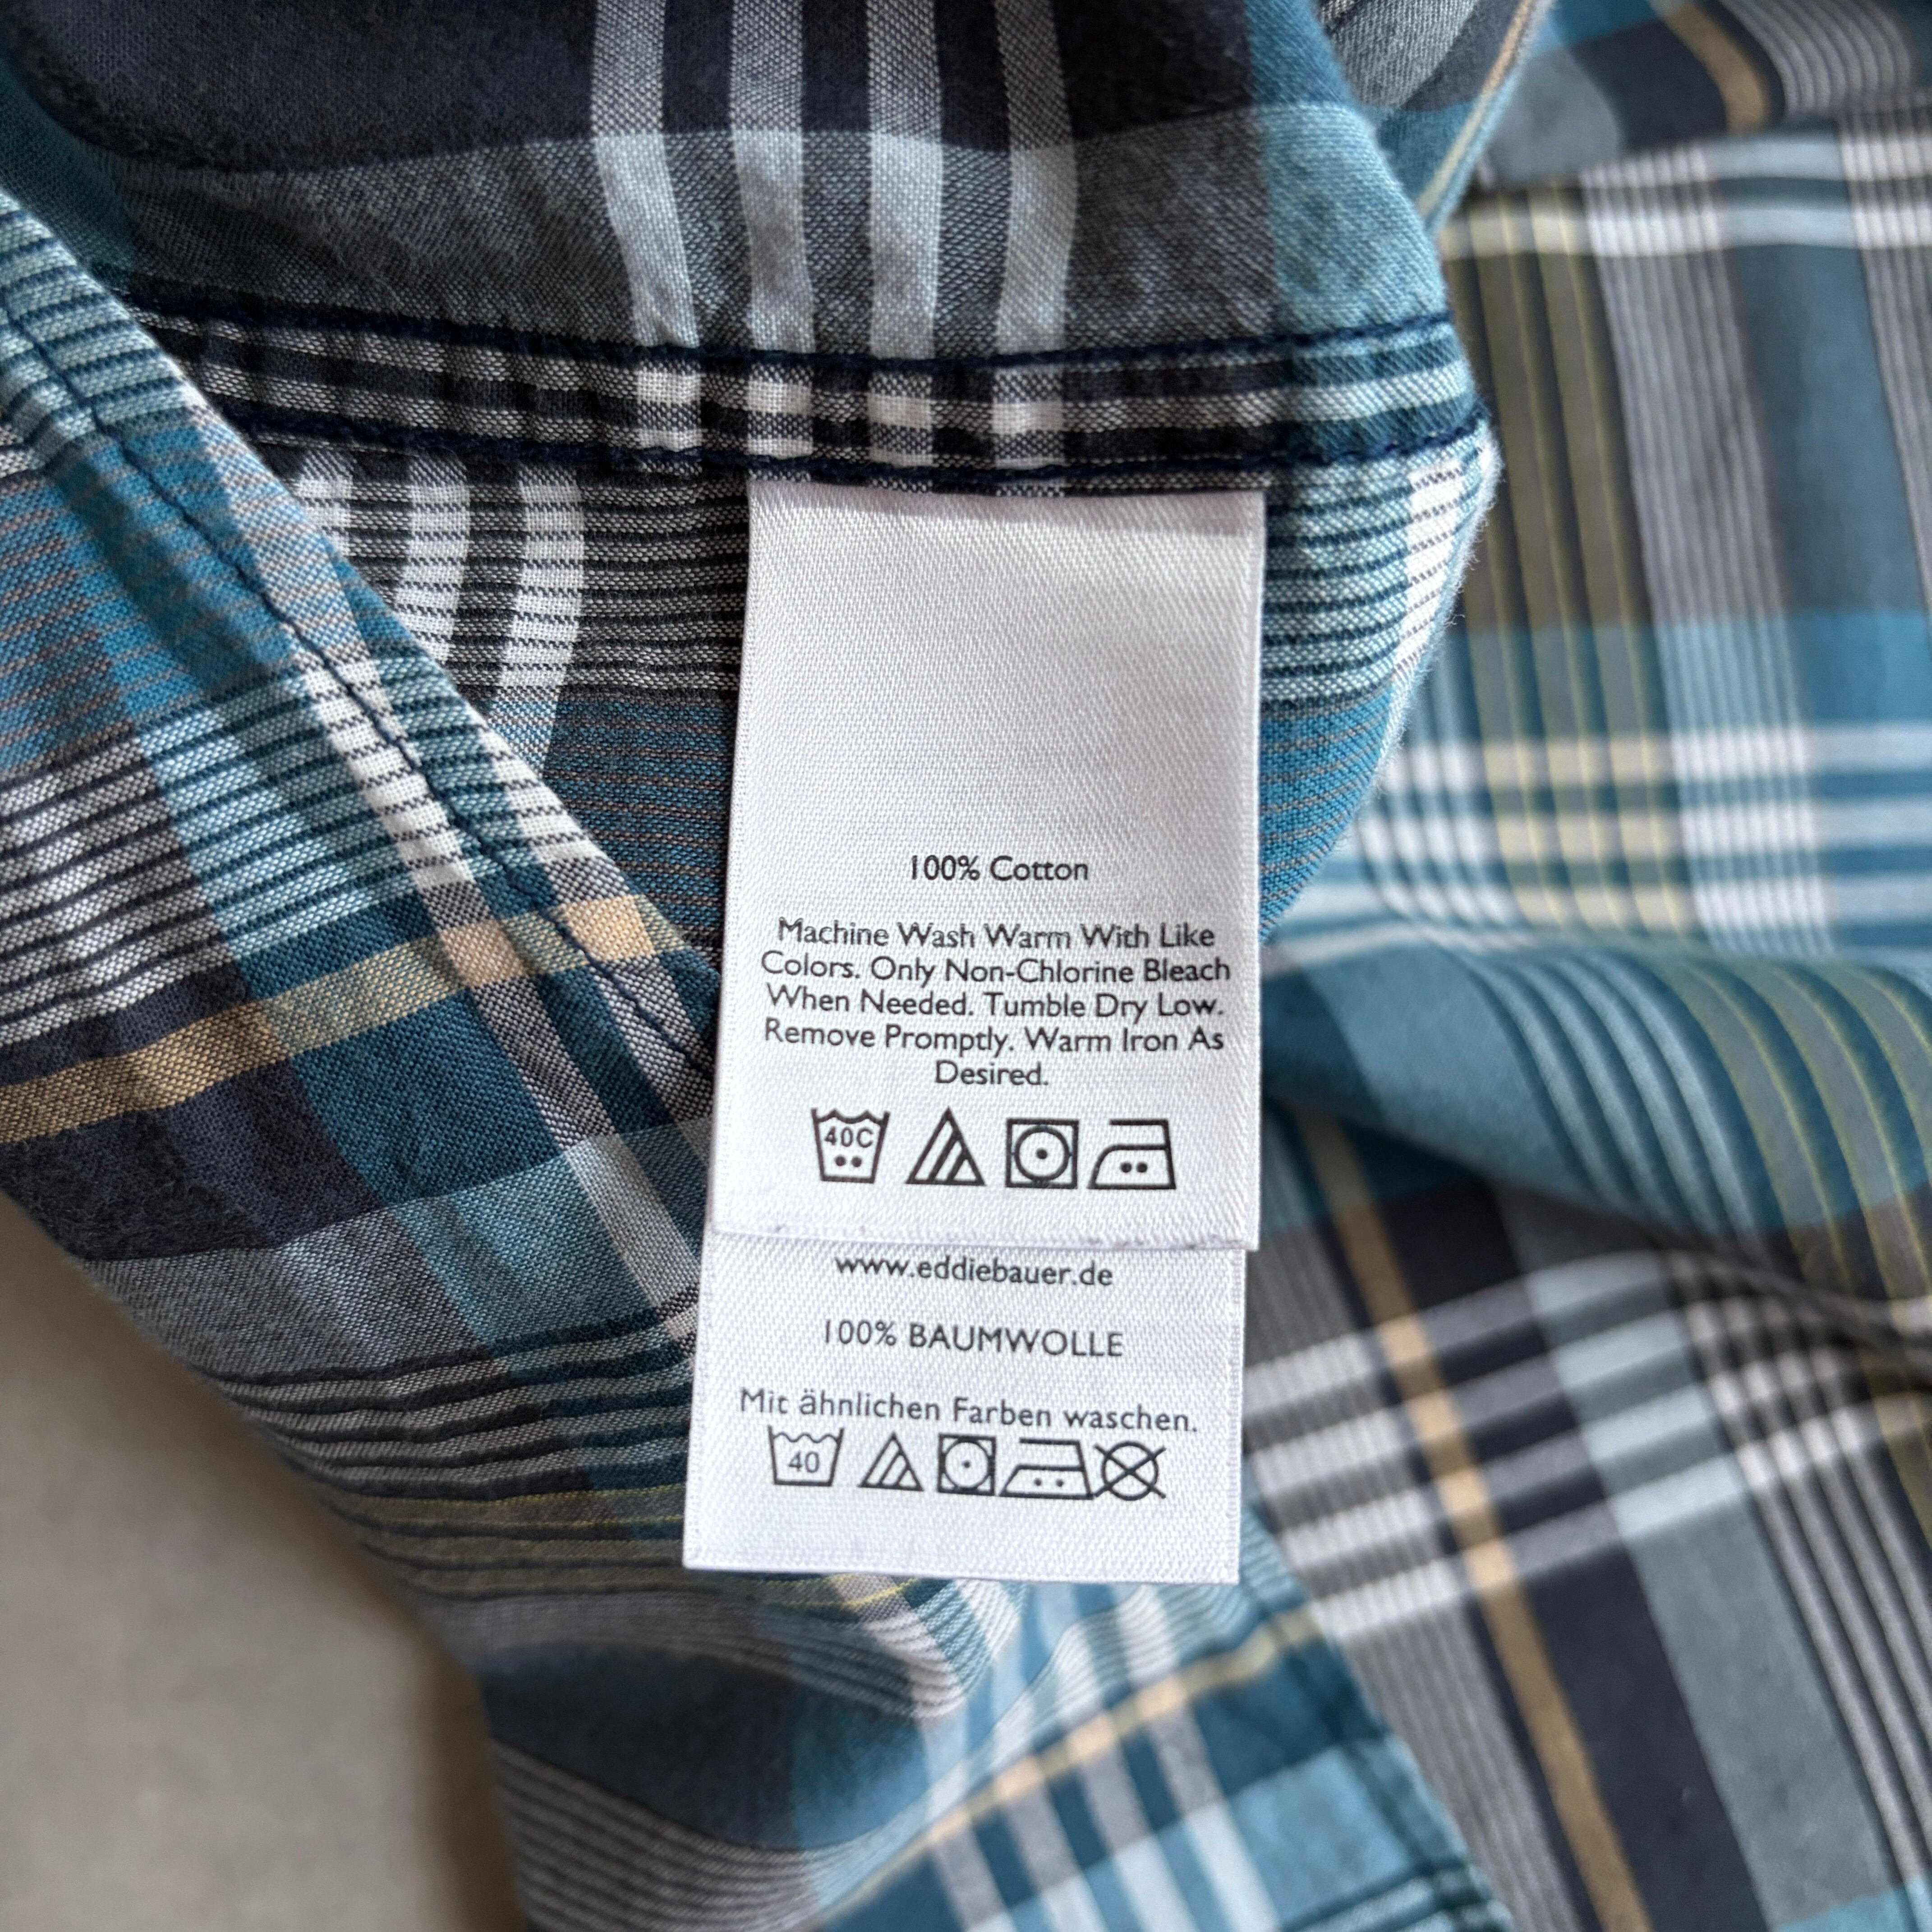 100% Cotton
Machine Wash Warm With Like
Colors. Only Non-Chlorine Bleach
When Needed. Tumble Dry Low.
Remove Promptly. Warm Iron As
Desired.
40C
www.eddiebauer.de
100% BAUMWOLLE
Mit ähnlichen Farben waschen.
40